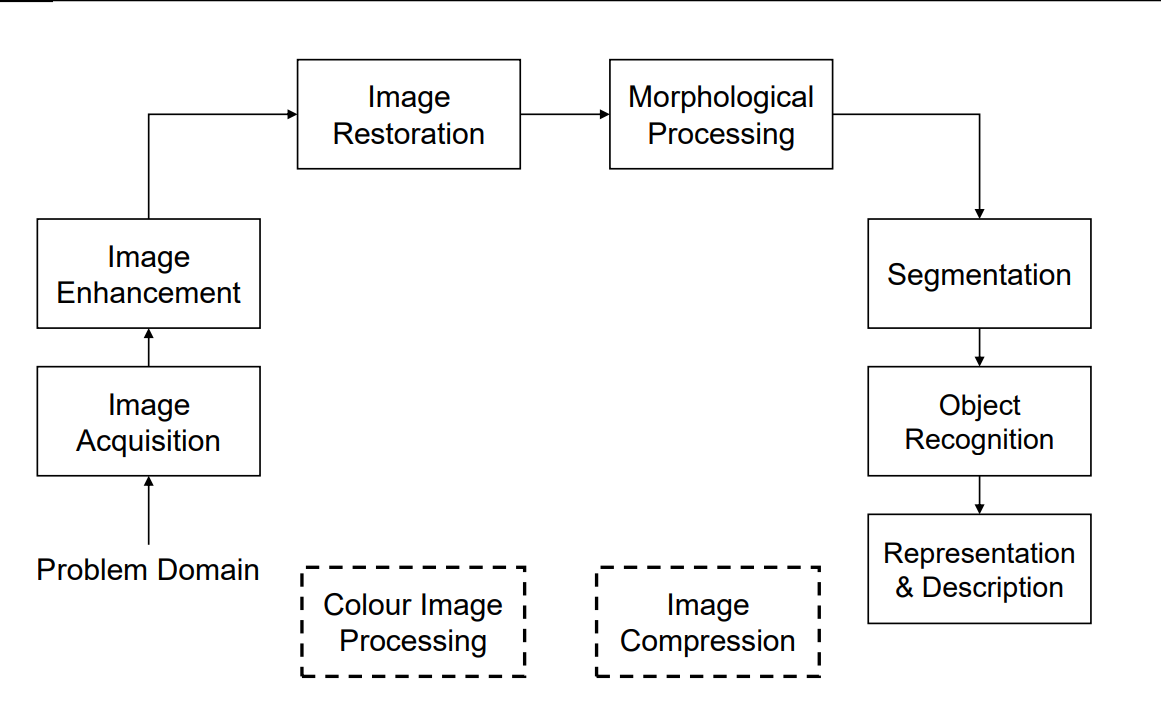 Image
Restoration
Morphological
Processing
Image
Enhancement
Segmentation
Image
Acquisition
Object
Recognition
Problem Domain
Representation
& Description
Colour Image
Processing
Image
Compression